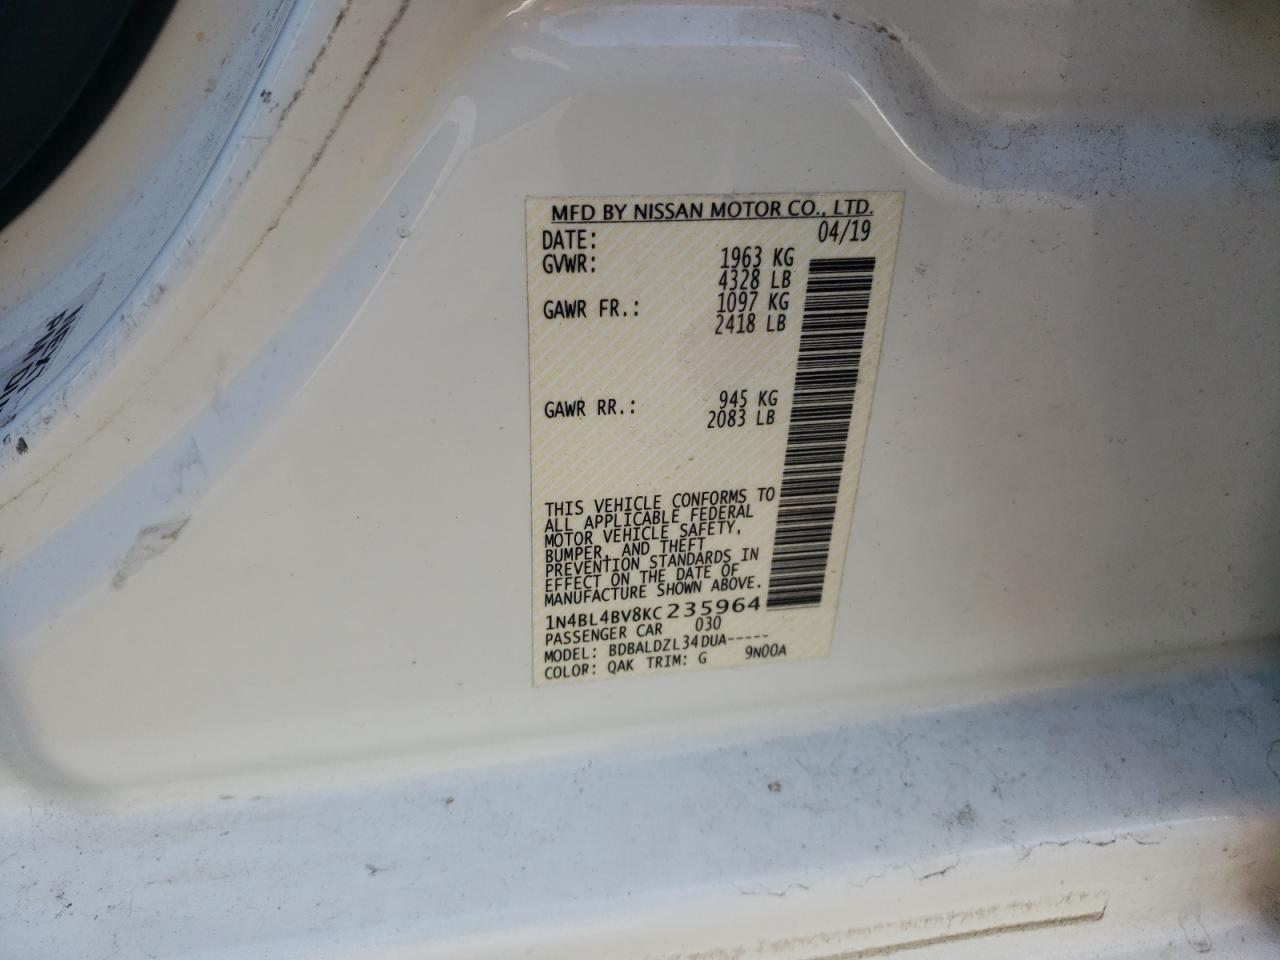 MFD BY NISSAN MOTOR CO., LTD.
DATE: 04/19
GVWR: 1963 KG
4328 LB
GAWR FR.: 1097 KG
2418 LB
GAWR RR.: 945 KG
2083 LB
THIS VEHICLE CONFORMS TO
ALL APPLICABLE FEDERAL
MOTOR VEHICLE SAFETY,
BUMPER, AND THEFT
PREVENTION STANDARDS IN
EFFECT ON THE DATE OF
MANUFACTURE SHOWN ABOVE.
1N4BL4BV8KC235964
PASSENGER CAR 030
MODEL: BDBALDZL34DUA-----
COLOR: QAK TRIM: G 9N00A